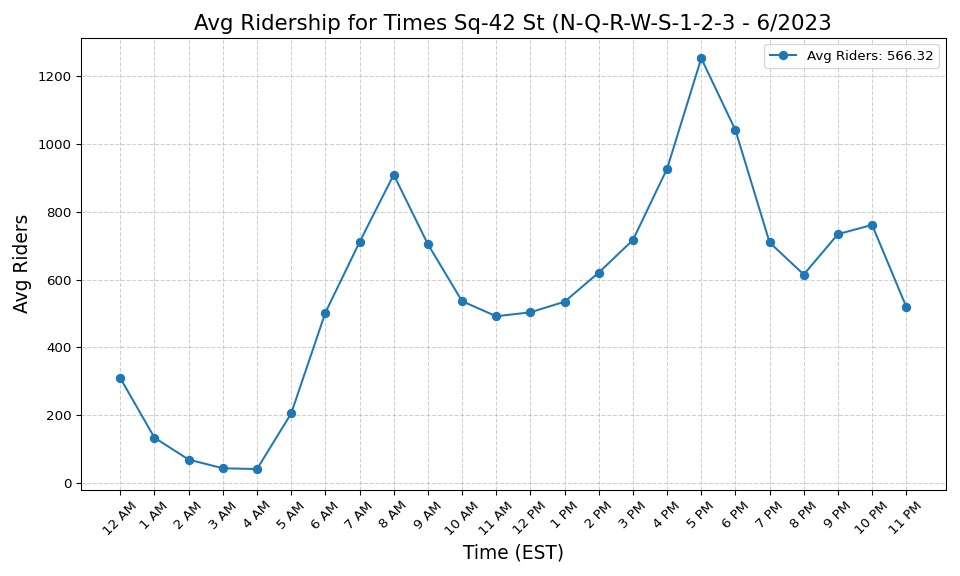 Avg Ridership for Times Sq-42 St (N-Q-R-W-S-1-2-3 - 6/2023
Avg Riders: 566.32
Avg Riders
1200
1000
800
600
400
200
0
12 AM
1 AM
2 AM
3 AM
4 AM
5 AM
6 AM
7 AM
8 AM
9 AM
10 AM
11 AM
12 PM
1 PM
2 PM
3 PM
4 PM
5 PM
6 PM
7 PM
8 PM
9 PM
10 PM
11 PM
Time (EST)